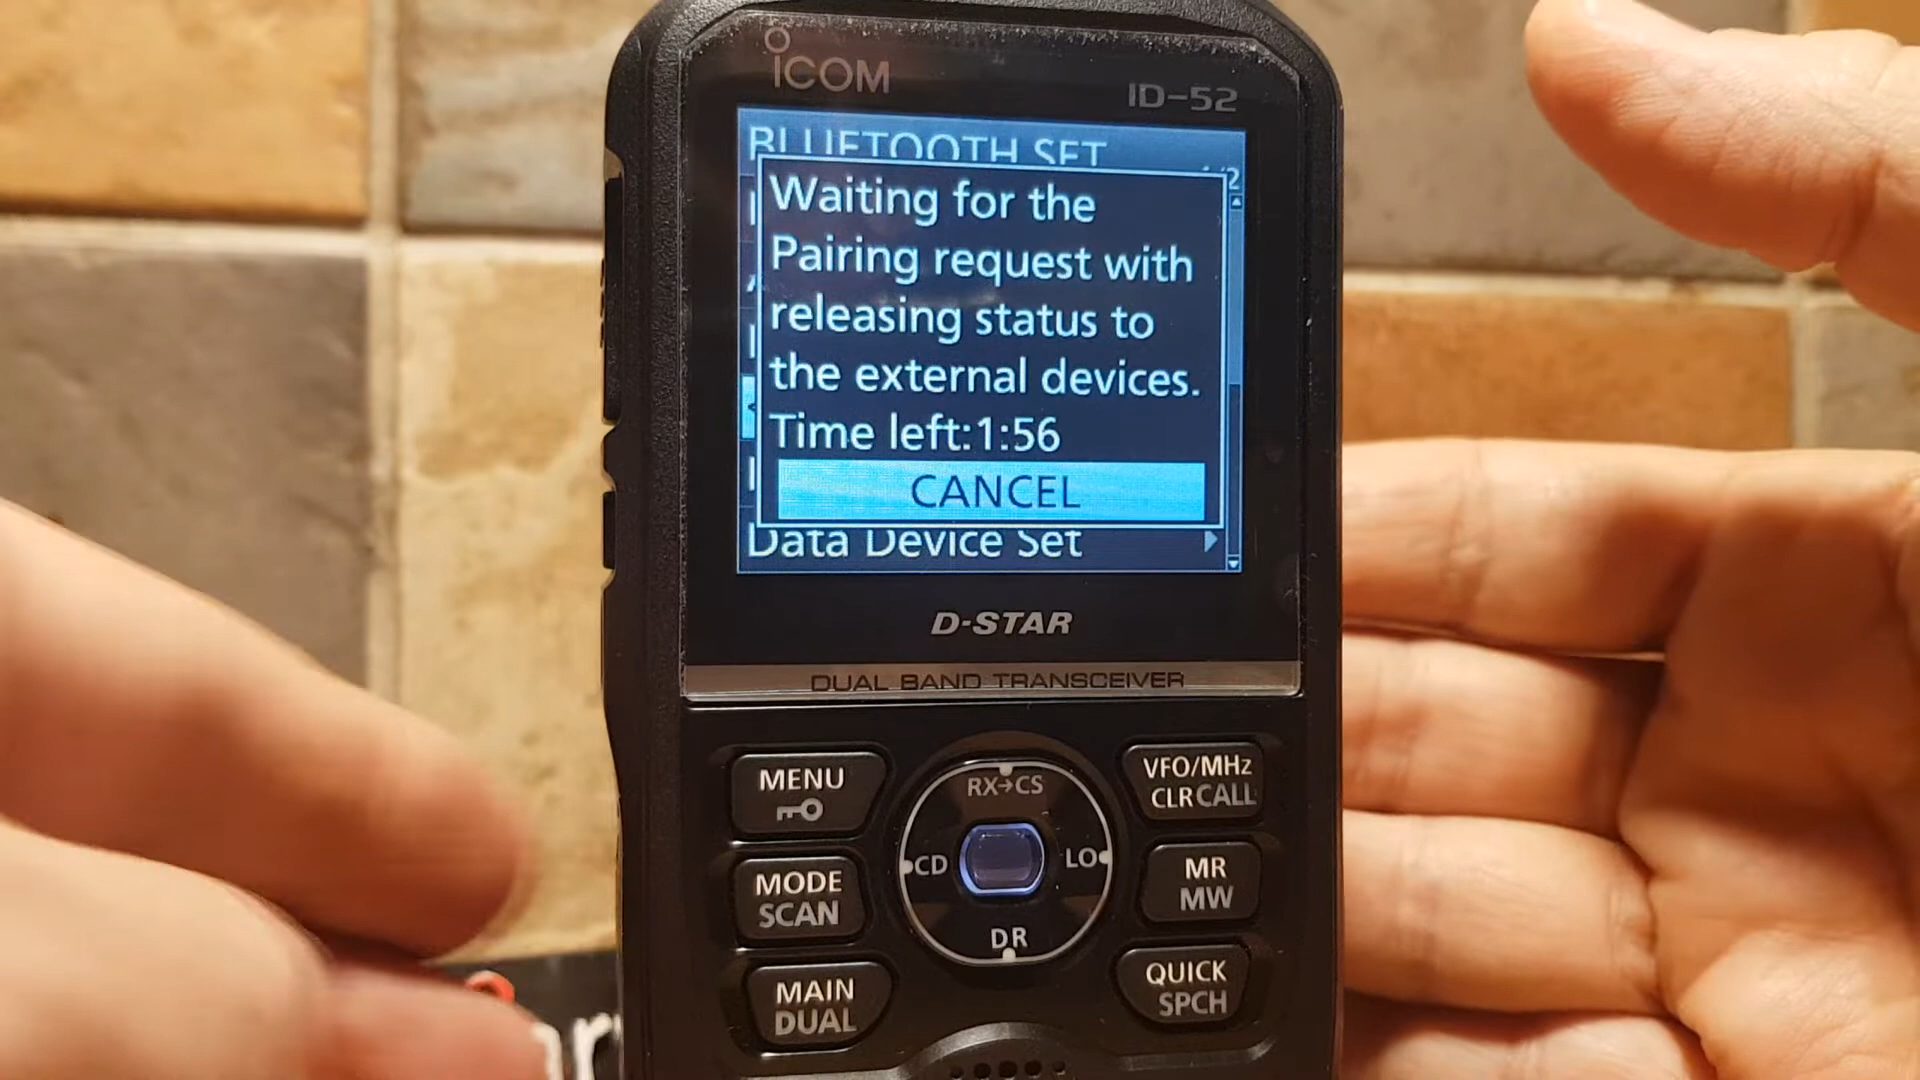 ICOM
ID-52
BLUETOOTH SET
Waiting for the
Pairing request with
releasing status to
the external devices.
Time left:1:56
CANCEL
Data Device Set
D-STAR
DUAL BAND TRANSCEIVER
MENU
RX→CS
VFO/MHz
CLR CALL
CD
LO
MODE
SCAN
MR
MW
DR
MAIN
DUAL
QUICK
SPCH